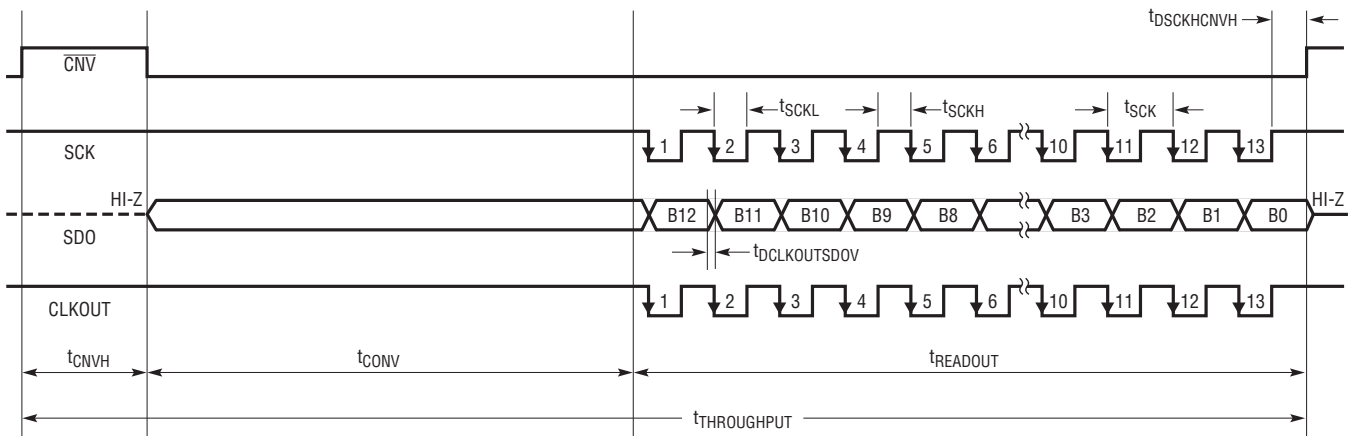 tDSCKHCNVH
CNV
tSCKL
tSCKH
tSCK
SCK
1 2 3 4 5 6 10 11 12 13
HI-Z
HI-Z
SDO
B12 B11 B10 B9 B8 B3 B2 B1 B0
tDCLKOUTSDOV
CLKOUT
1 2 3 4 5 6 10 11 12 13
tCNVH
tCONV
tREADOUT
tTHROUGHPUT